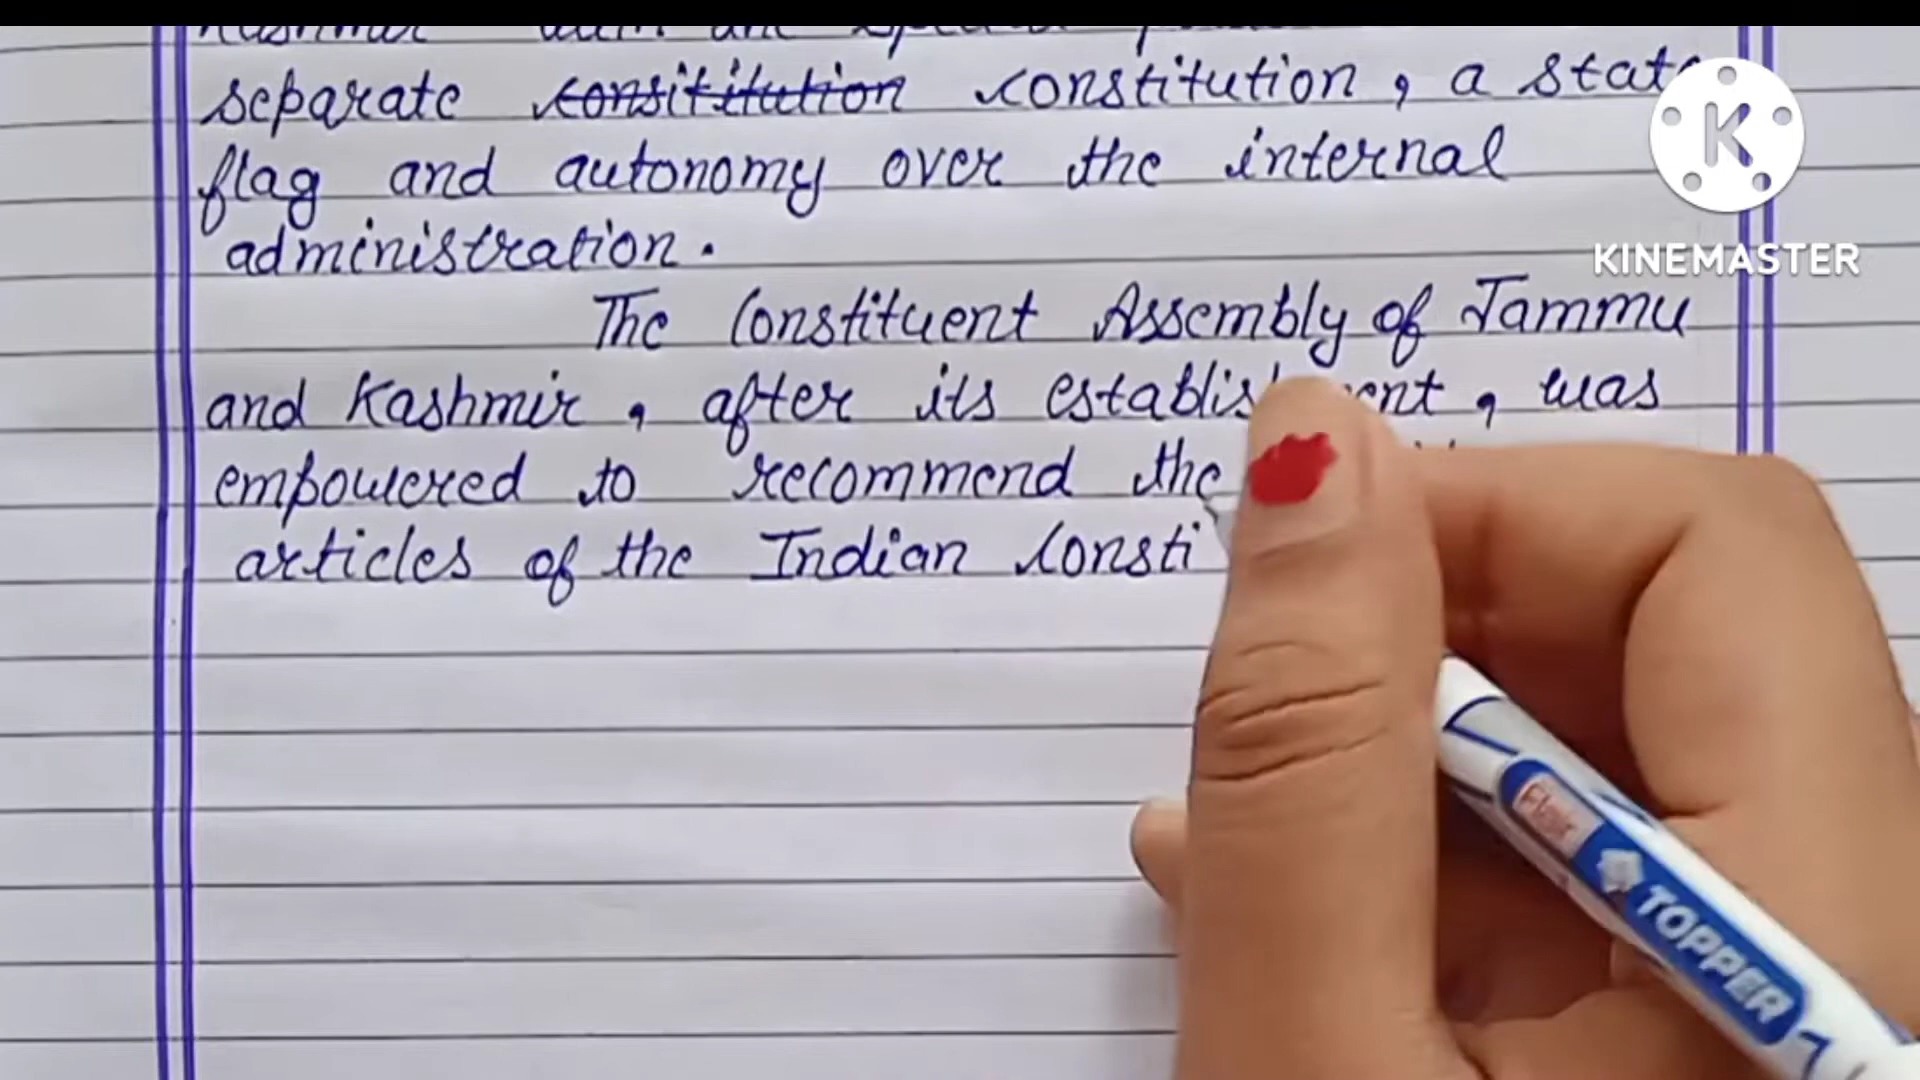 separate consititution constitution, a state
flag and autonomy over the internal
administration.
The Constituent Assembly of Jammu
and Kashmir, after its , was
empowered to recommend the
articles of the Indian Consti
K
KINEMASTER
Flair
TOPPER